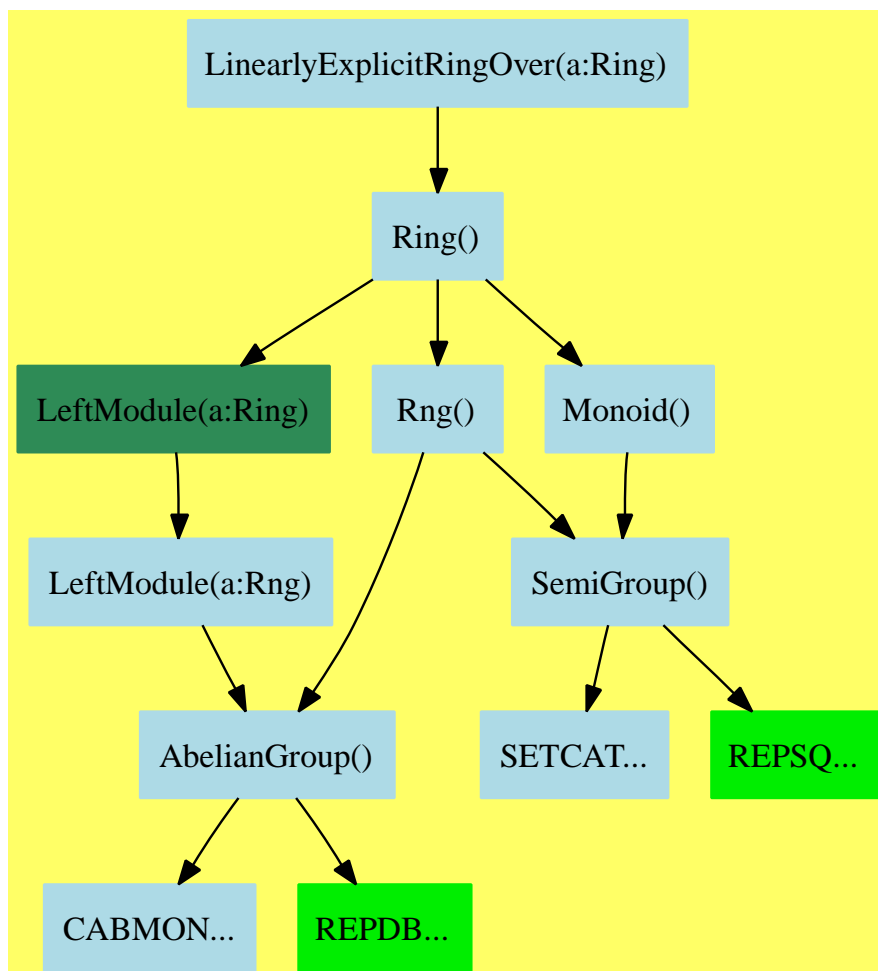 LinearlyExplicitRingOver(a:Ring)
Ring()
LeftModule(a:Ring)
Rng()
Monoid()
LeftModule(a:Rng)
SemiGroup()
AbelianGroup()
SETCAT...
REPSQ...
CABMON...
REPDB...